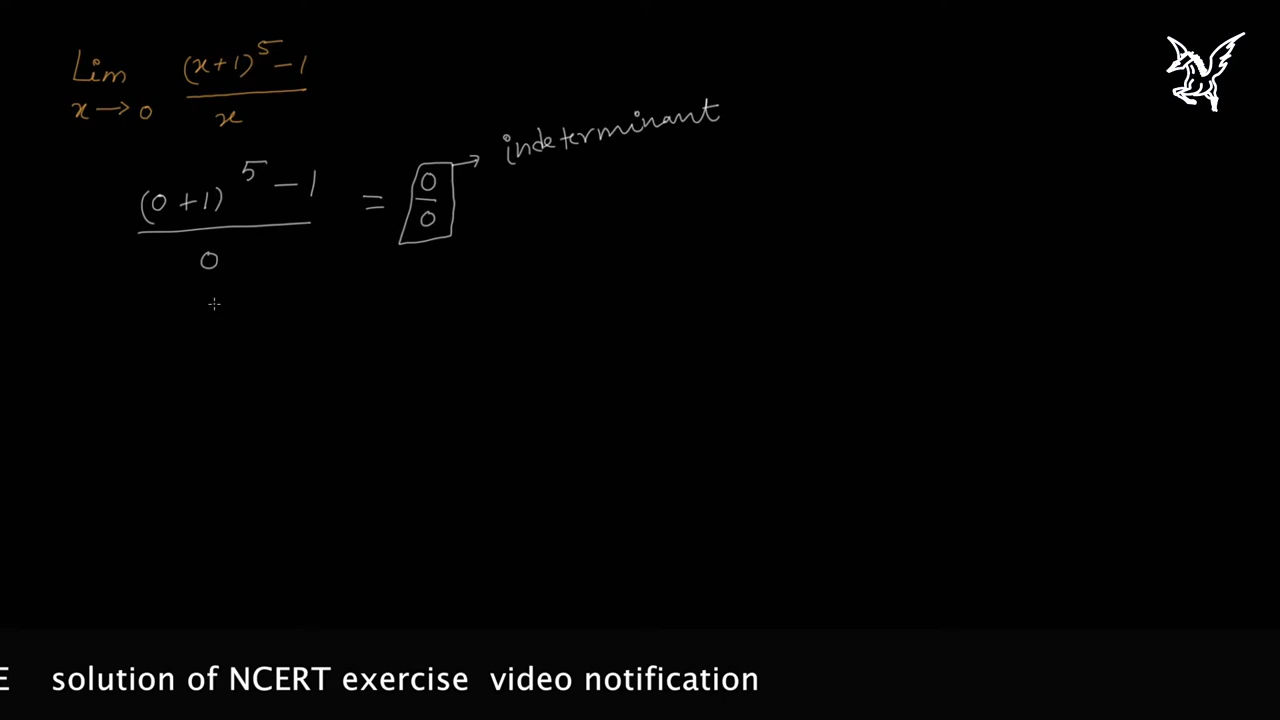 Lim x→0 (x+1)^5 - 1 / x
(0+1)^5 - 1 / 0 = 0/0 → indeterminant
E solution of NCERT exercise video notification